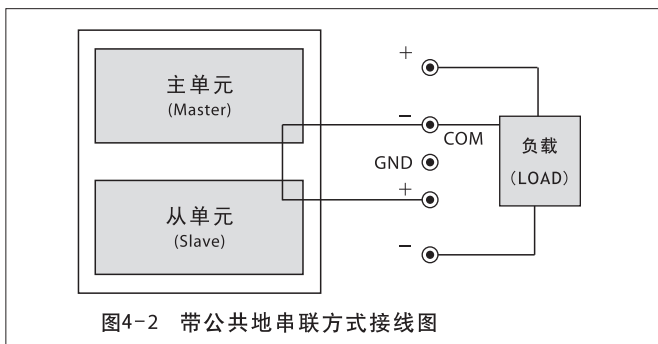 +
主单元
(Master)
−
COM
负载
(LOAD)
GND
+
从单元
(Slave)
−
图4-2 带公共地串联方式接线图